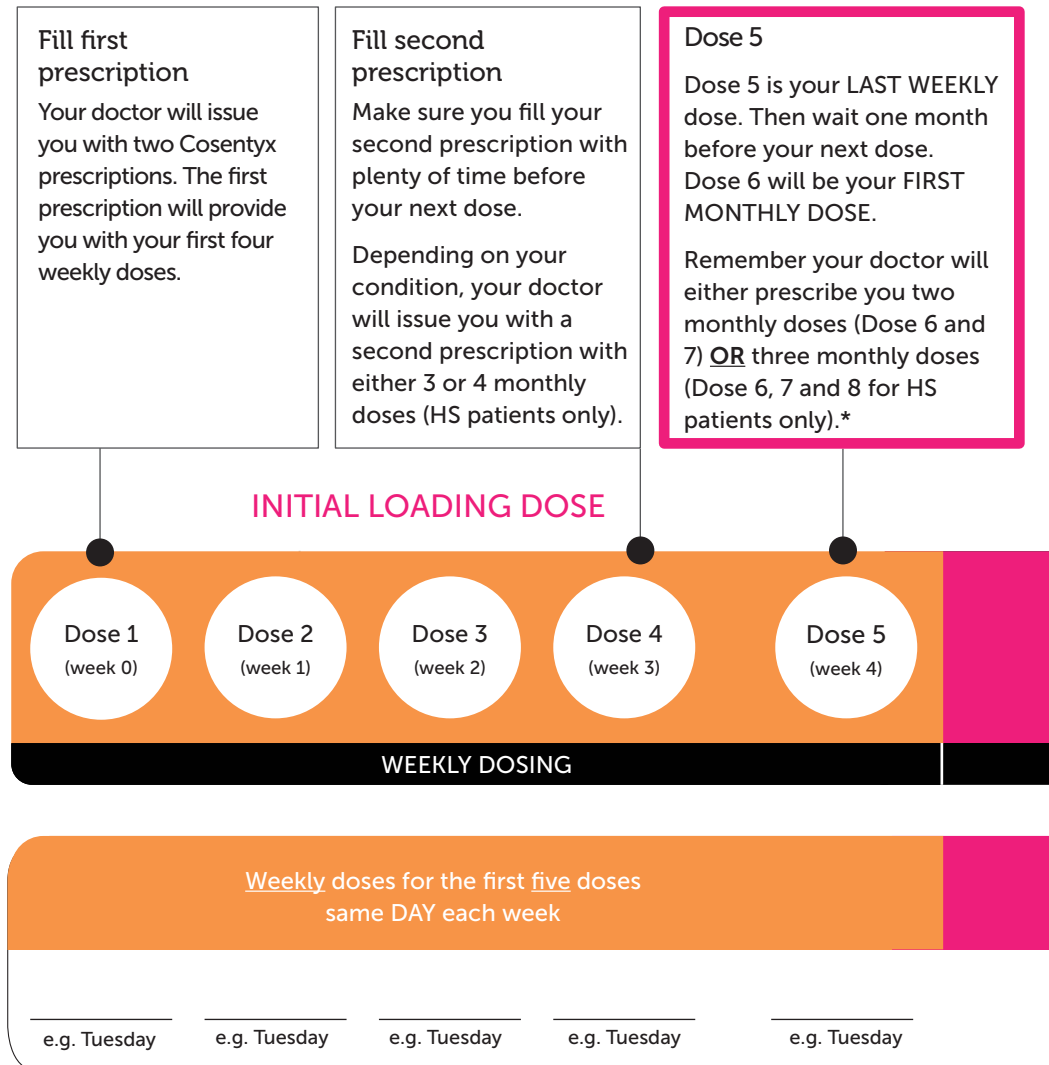 Fill first
prescription
Your doctor will issue
you with two Cosentyx
prescriptions. The first
prescription will provide
you with your first four
weekly doses.
Fill second
prescription
Make sure you fill your
second prescription with
plenty of time before
your next dose.
Depending on your
condition, your doctor
will issue you with a
second prescription with
either 3 or 4 monthly
doses (HS patients only).
Dose 5
Dose 5 is your LAST WEEKLY
dose. Then wait one month
before your next dose.
Dose 6 will be your FIRST
MONTHLY DOSE.
Remember your doctor will
either prescribe you two
monthly doses (Dose 6 and
7) OR three monthly doses
(Dose 6, 7 and 8 for HS
patients only).*
INITIAL LOADING DOSE
Dose 1
(week 0)
Dose 2
(week 1)
Dose 3
(week 2)
Dose 4
(week 3)
Dose 5
(week 4)
WEEKLY DOSING
Weekly doses for the first five doses
same DAY each week
e.g. Tuesday
e.g. Tuesday
e.g. Tuesday
e.g. Tuesday
e.g. Tuesday